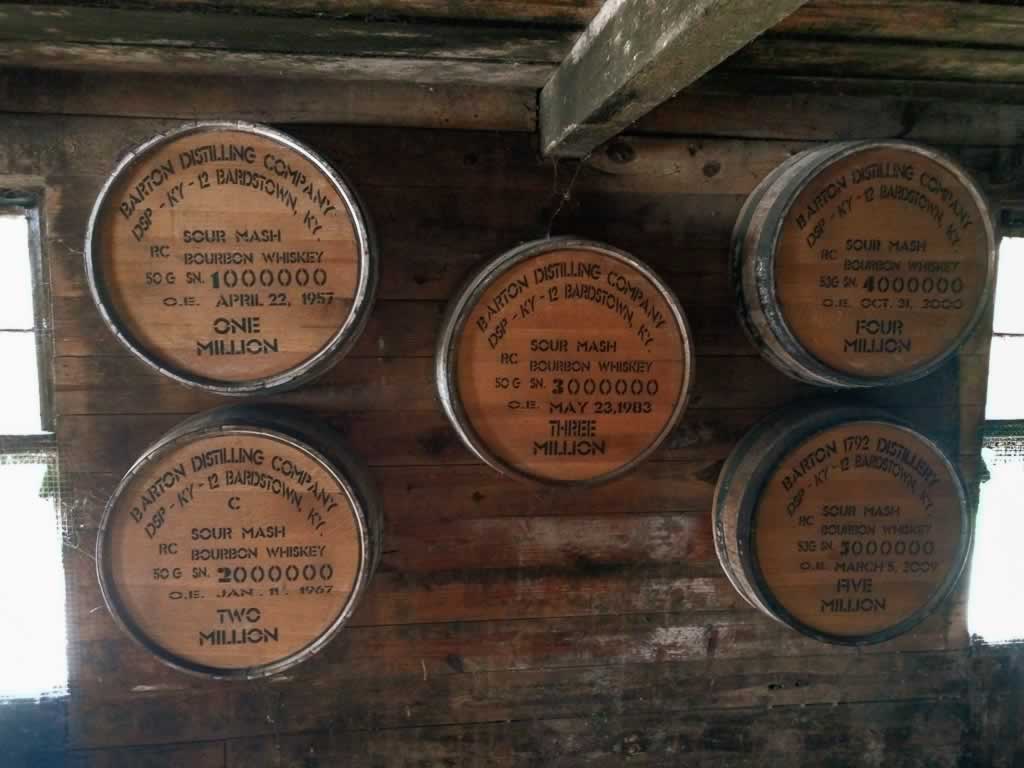 BARTON DISTILLING COMPANY
DSP - KY - 12 BARDSTOWN, KY.
SOUR MASH
RC BOURBON WHISKEY
50 G SN. 1000000
O.E. APRIL 22, 1957
ONE
MILLION
BARTON DISTILLING COMPANY
DSP - KY - 12 BARDSTOWN, KY.
C
SOUR MASH
RC BOURBON WHISKEY
50 G SN. 2000000
O.E. JAN. 11, 1967
TWO
MILLION
BARTON DISTILLING COMPANY
DSP - KY - 12 BARDSTOWN, KY.
SOUR MASH
RC BOURBON WHISKEY
50 G SN. 3000000
O.E. MAY 23, 1983
THREE
MILLION
BARTON DISTILLING COMPANY
DSP - KY - 12 BARDSTOWN, KY.
SOUR MASH
RC BOURBON WHISKEY
53G SN. 4000000
O.E. OCT. 31, 2000
FOUR
MILLION
BARTON 1792 DISTILLERY
DSP - KY - 12 BARDSTOWN, KY.
SOUR MASH
RC BOURBON WHISKEY
53G SN. 5000000
O.E. MARCH 5, 2009
FIVE
MILLION